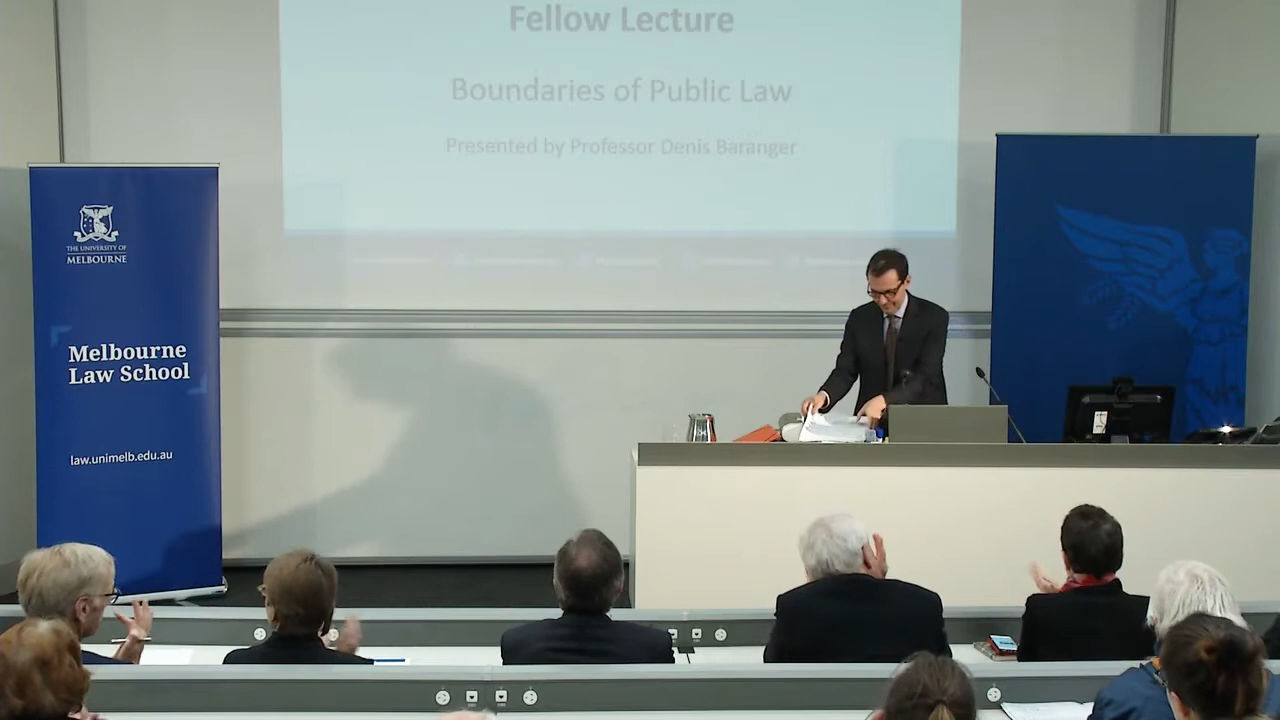 Fellow Lecture
Boundaries of Public Law
Presented by Professor Denis Baranger
THE UNIVERSITY OF
MELBOURNE
Melbourne
Law School
law.unimelb.edu.au